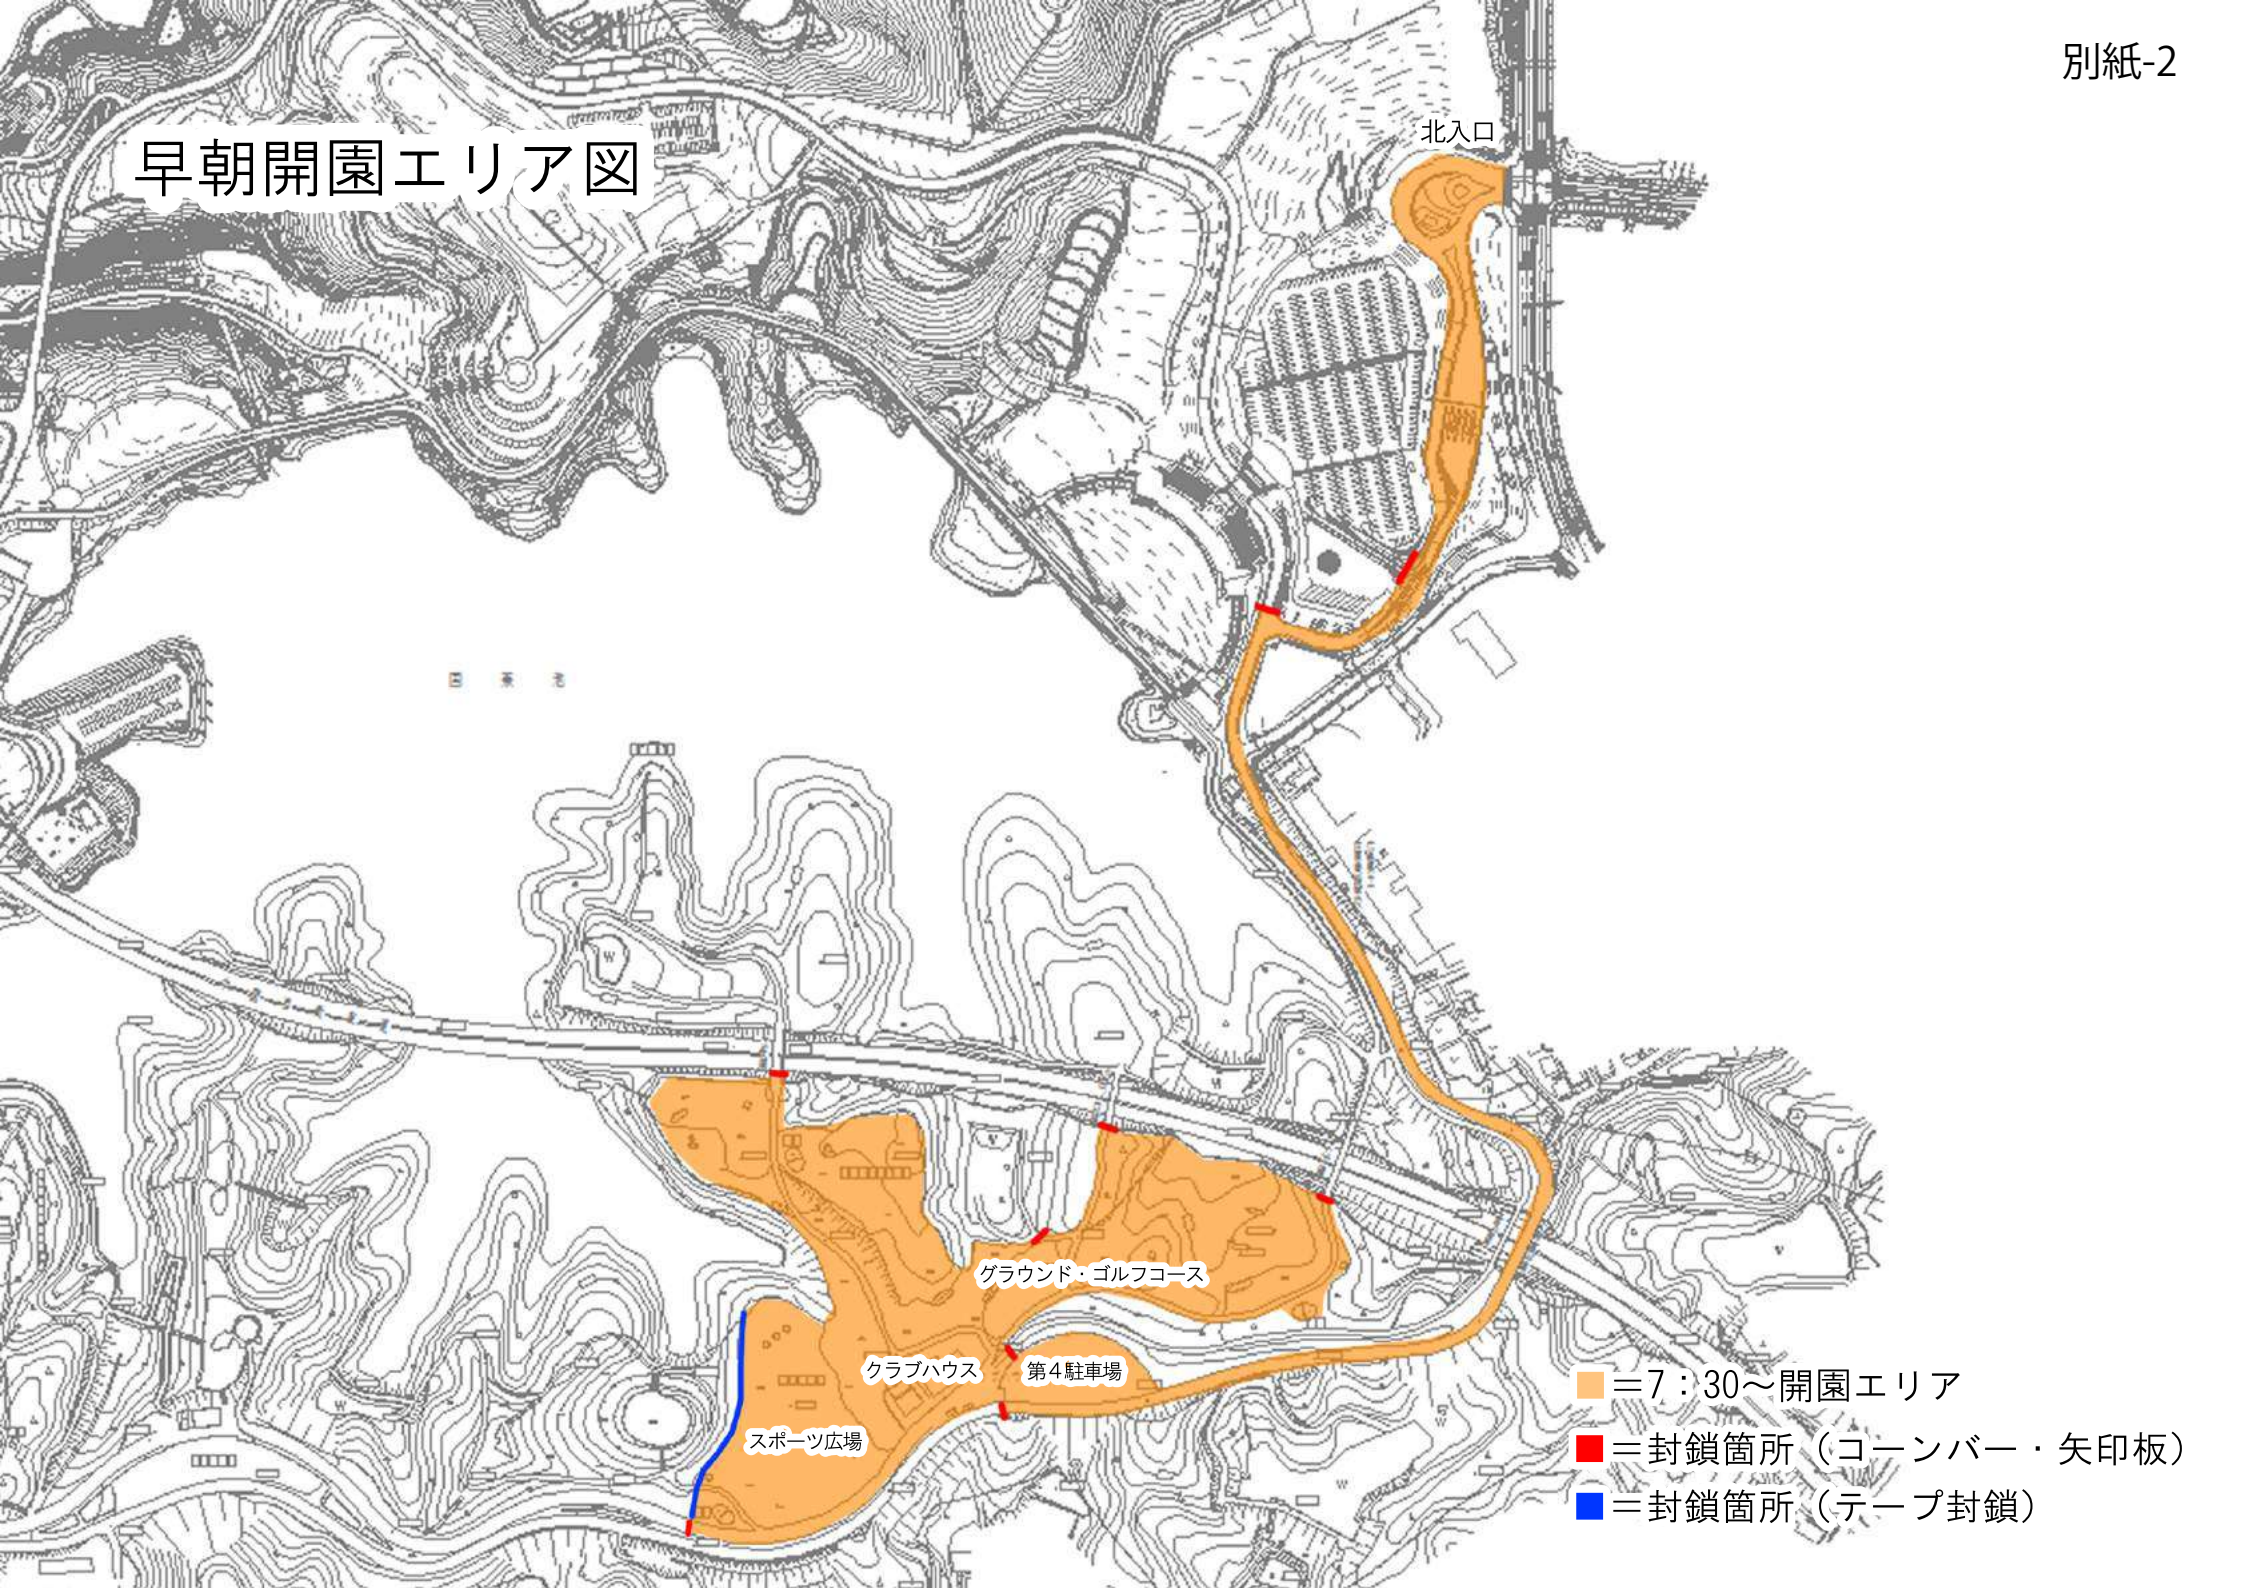 別紙-2
北入口
早朝開園エリア図
グラウンド・ゴルフコース
クラブハウス
第4駐車場
スポーツ広場
＝7：30～開園エリア
＝封鎖箇所（コーンバー・矢印板）
＝封鎖箇所（テープ封鎖）